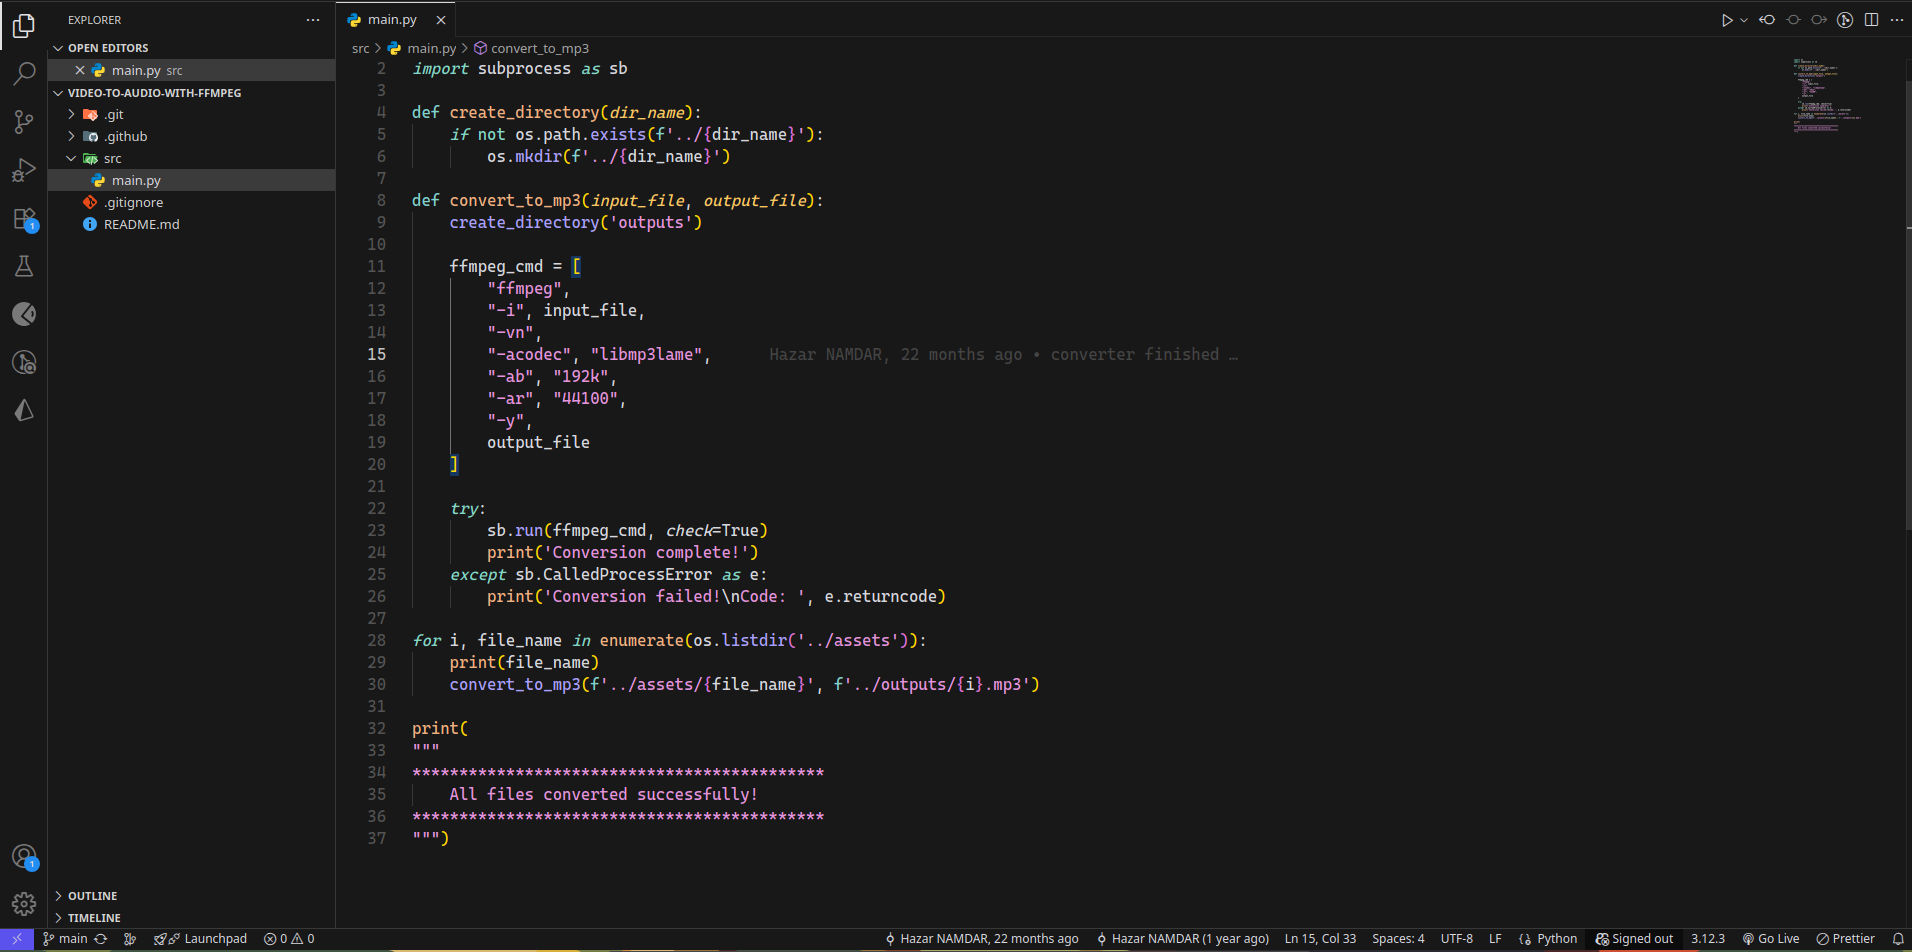 EXPLORER
OPEN EDITORS
main.py src
VIDEO-TO-AUDIO-WITH-FFMPEG
.git
.github
src
main.py
.gitignore
README.md
OUTLINE
TIMELINE
main.py
src > main.py > convert_to_mp3
2 import subprocess as sb
3
4 def create_directory(dir_name):
5     if not os.path.exists(f'../{dir_name}'):
6         os.mkdir(f'../{dir_name}')
7
8 def convert_to_mp3(input_file, output_file):
9     create_directory('outputs')
10
11     ffmpeg_cmd = [
12         "ffmpeg",
13         "-i", input_file,
14         "-vn",
15         "-acodec", "libmp3lame", Hazar NAMDAR, 22 months ago • converter finished …
16         "-ab", "192k",
17         "-ar", "44100",
18         "-y",
19         output_file
20     ]
21
22     try:
23         sb.run(ffmpeg_cmd, check=True)
24         print('Conversion complete!')
25     except sb.CalledProcessError as e:
26         print('Conversion failed!\nCode: ', e.returncode)
27
28 for i, file_name in enumerate(os.listdir('../assets')):
29     print(file_name)
30     convert_to_mp3(f'../assets/{file_name}', f'../outputs/{i}.mp3')
31
32 print(
33 """
34 ********************************************
35     All files converted successfully!
36 ********************************************
37 """)
1
1
main Launchpad 0 0 Hazar NAMDAR, 22 months ago Hazar NAMDAR (1 year ago) Ln 15, Col 33 Spaces: 4 UTF-8 LF Python Signed out 3.12.3 Go Live Prettier